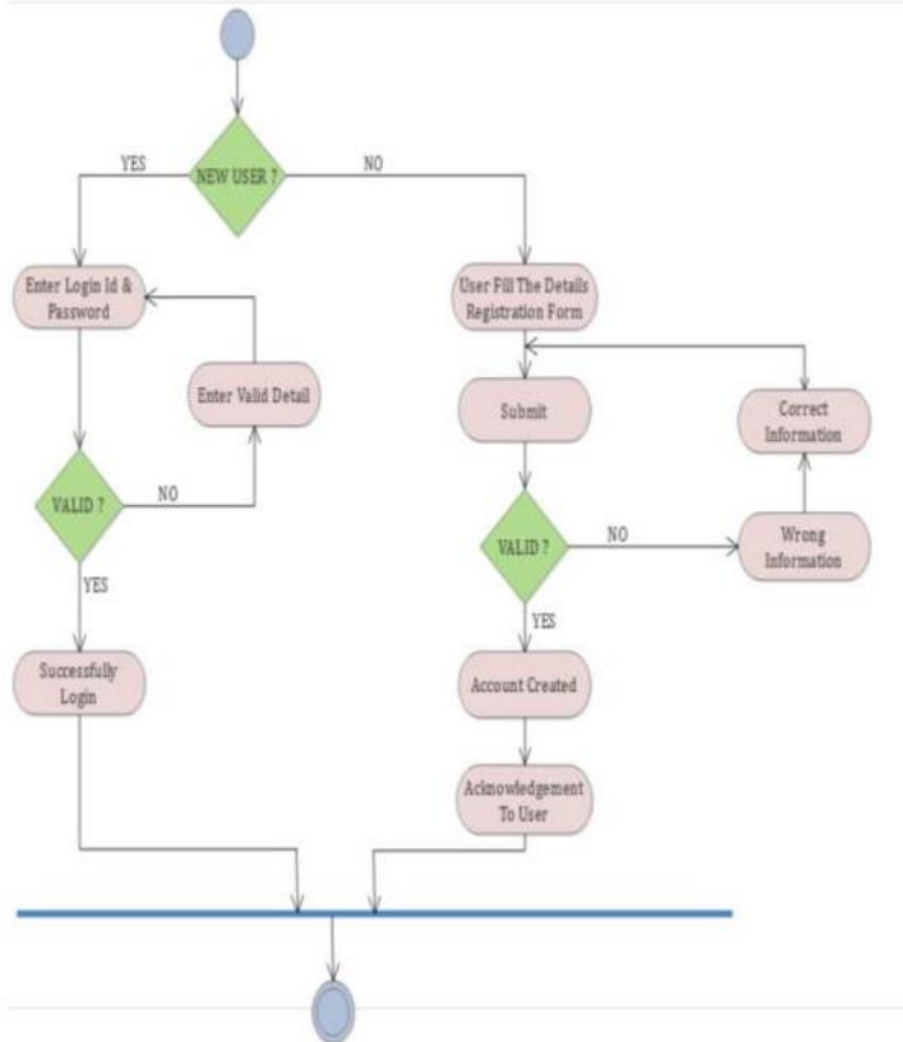 NEW USER ?
YES
NO
Enter Login Id &
Password
User Fill The Details
Registration Form
Enter Valid Detail
Submit
Correct
Information
VALID ?
NO
YES
VALID ?
NO
YES
Wrong
Information
Successfully
Login
Account Created
Acknowledgement
To User